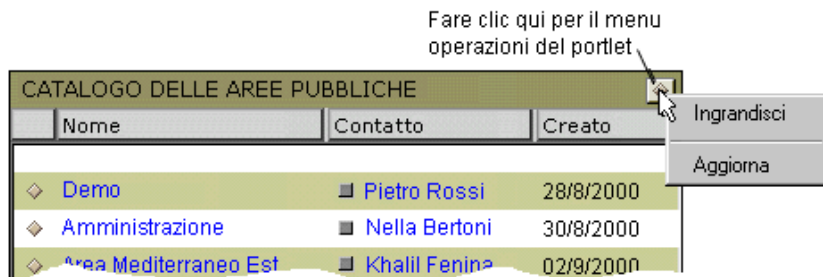 Fare clic qui per il menu
operazioni del portlet
CATALOGO DELLE AREE PUBBLICHE
Nome Contatto Creato
Ingrandisci
Aggiorna
Demo Pietro Rossi 28/8/2000
Amministrazione Nella Bertoni 30/8/2000
Area Mediterraneo Est Khalil Fenina 02/9/2000